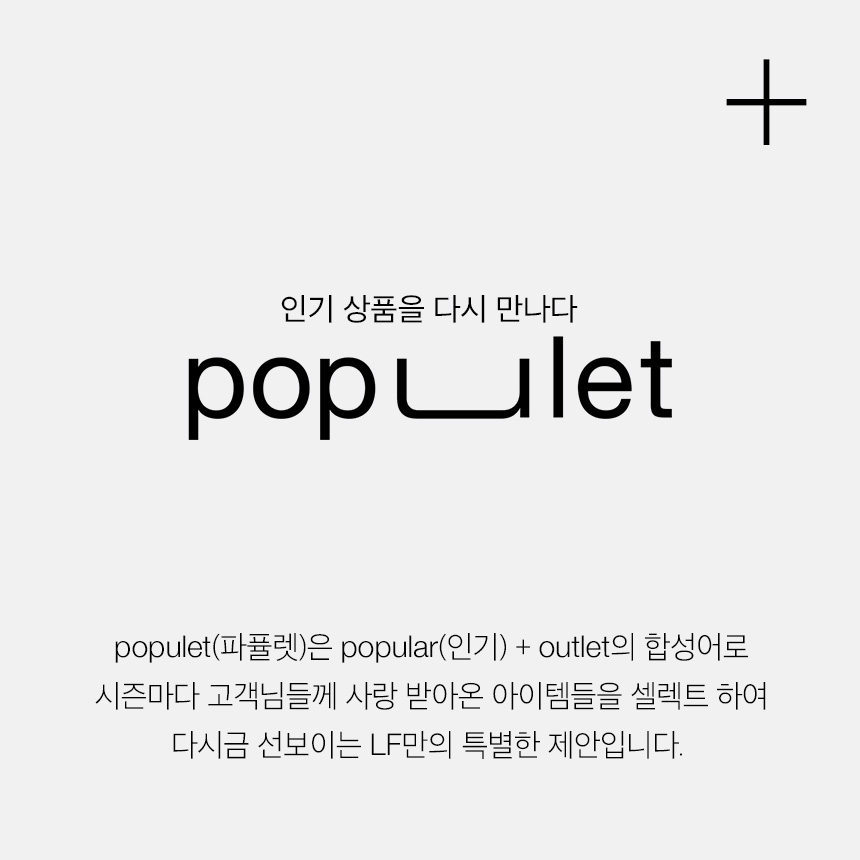 인기 상품을 다시 만나다
populet
populet(파퓰렛)은 popular(인기) + outlet의 합성어로
시즌마다 고객님들께 사랑 받아온 아이템들을 셀렉트 하여
다시금 선보이는 LF만의 특별한 제안입니다.